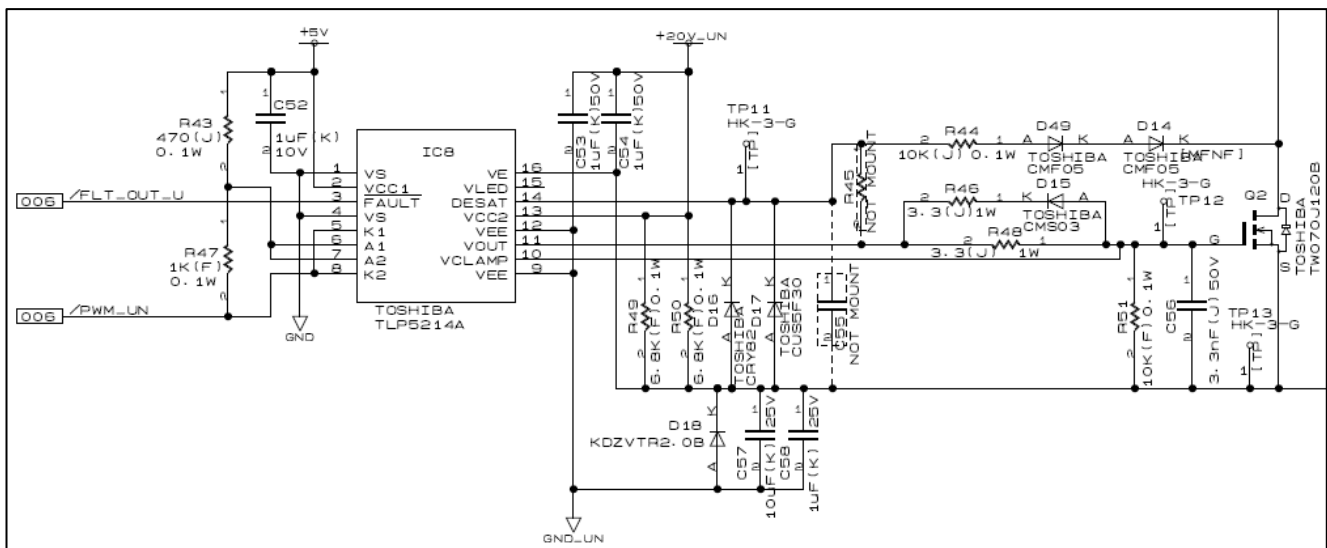 +5V
+20V_UN
R43
470(J)
0.1W
C52
1uF(K)
10V
C53
1uF(K)50V
C54
1uF(K)50V
IC8
1 VS
2 VCC1
3 FAULT
4 VS
5 K1
6 A1
7 A2
8 K2
VE 16
VLED 15
DESAT 14
VCC2 13
VEE 12
VOUT 11
VCLAMP 10
VEE 9
TOSHIBA
TLP5214A
006 /FLT_OUT_U
R47
1K(F)
0.1W
006 /PWM_UN
GND
TP11
HK-3-G
[TP]
R45
NOT MOUNT
R44
10K(J) 0.1W
D49
TOSHIBA
CMF05
D14
[MFNF]
TOSHIBA
CMF05
R46
3.3(J)1W
D15
TOSHIBA
CMS03
R48
3.3(J) 1W
HK-3-G
TP12
[TP]
Q2
D
G
S
TOSHIBA
TW070J120B
R49
6.8K(F)0.1W
R50
6.8K(F)0.1W
D16
TOSHIBA
CRY82
D17
TOSHIBA
CUS5F30
C55
NOT MOUNT
R51
10K(F)0.1W
C56
3.3nF(J)50V
TP13
HK-3-G
[TP]
D18
KDZVTR2.0B
C57
10uF(K)25V
C58
1uF(K)25V
GND_UN